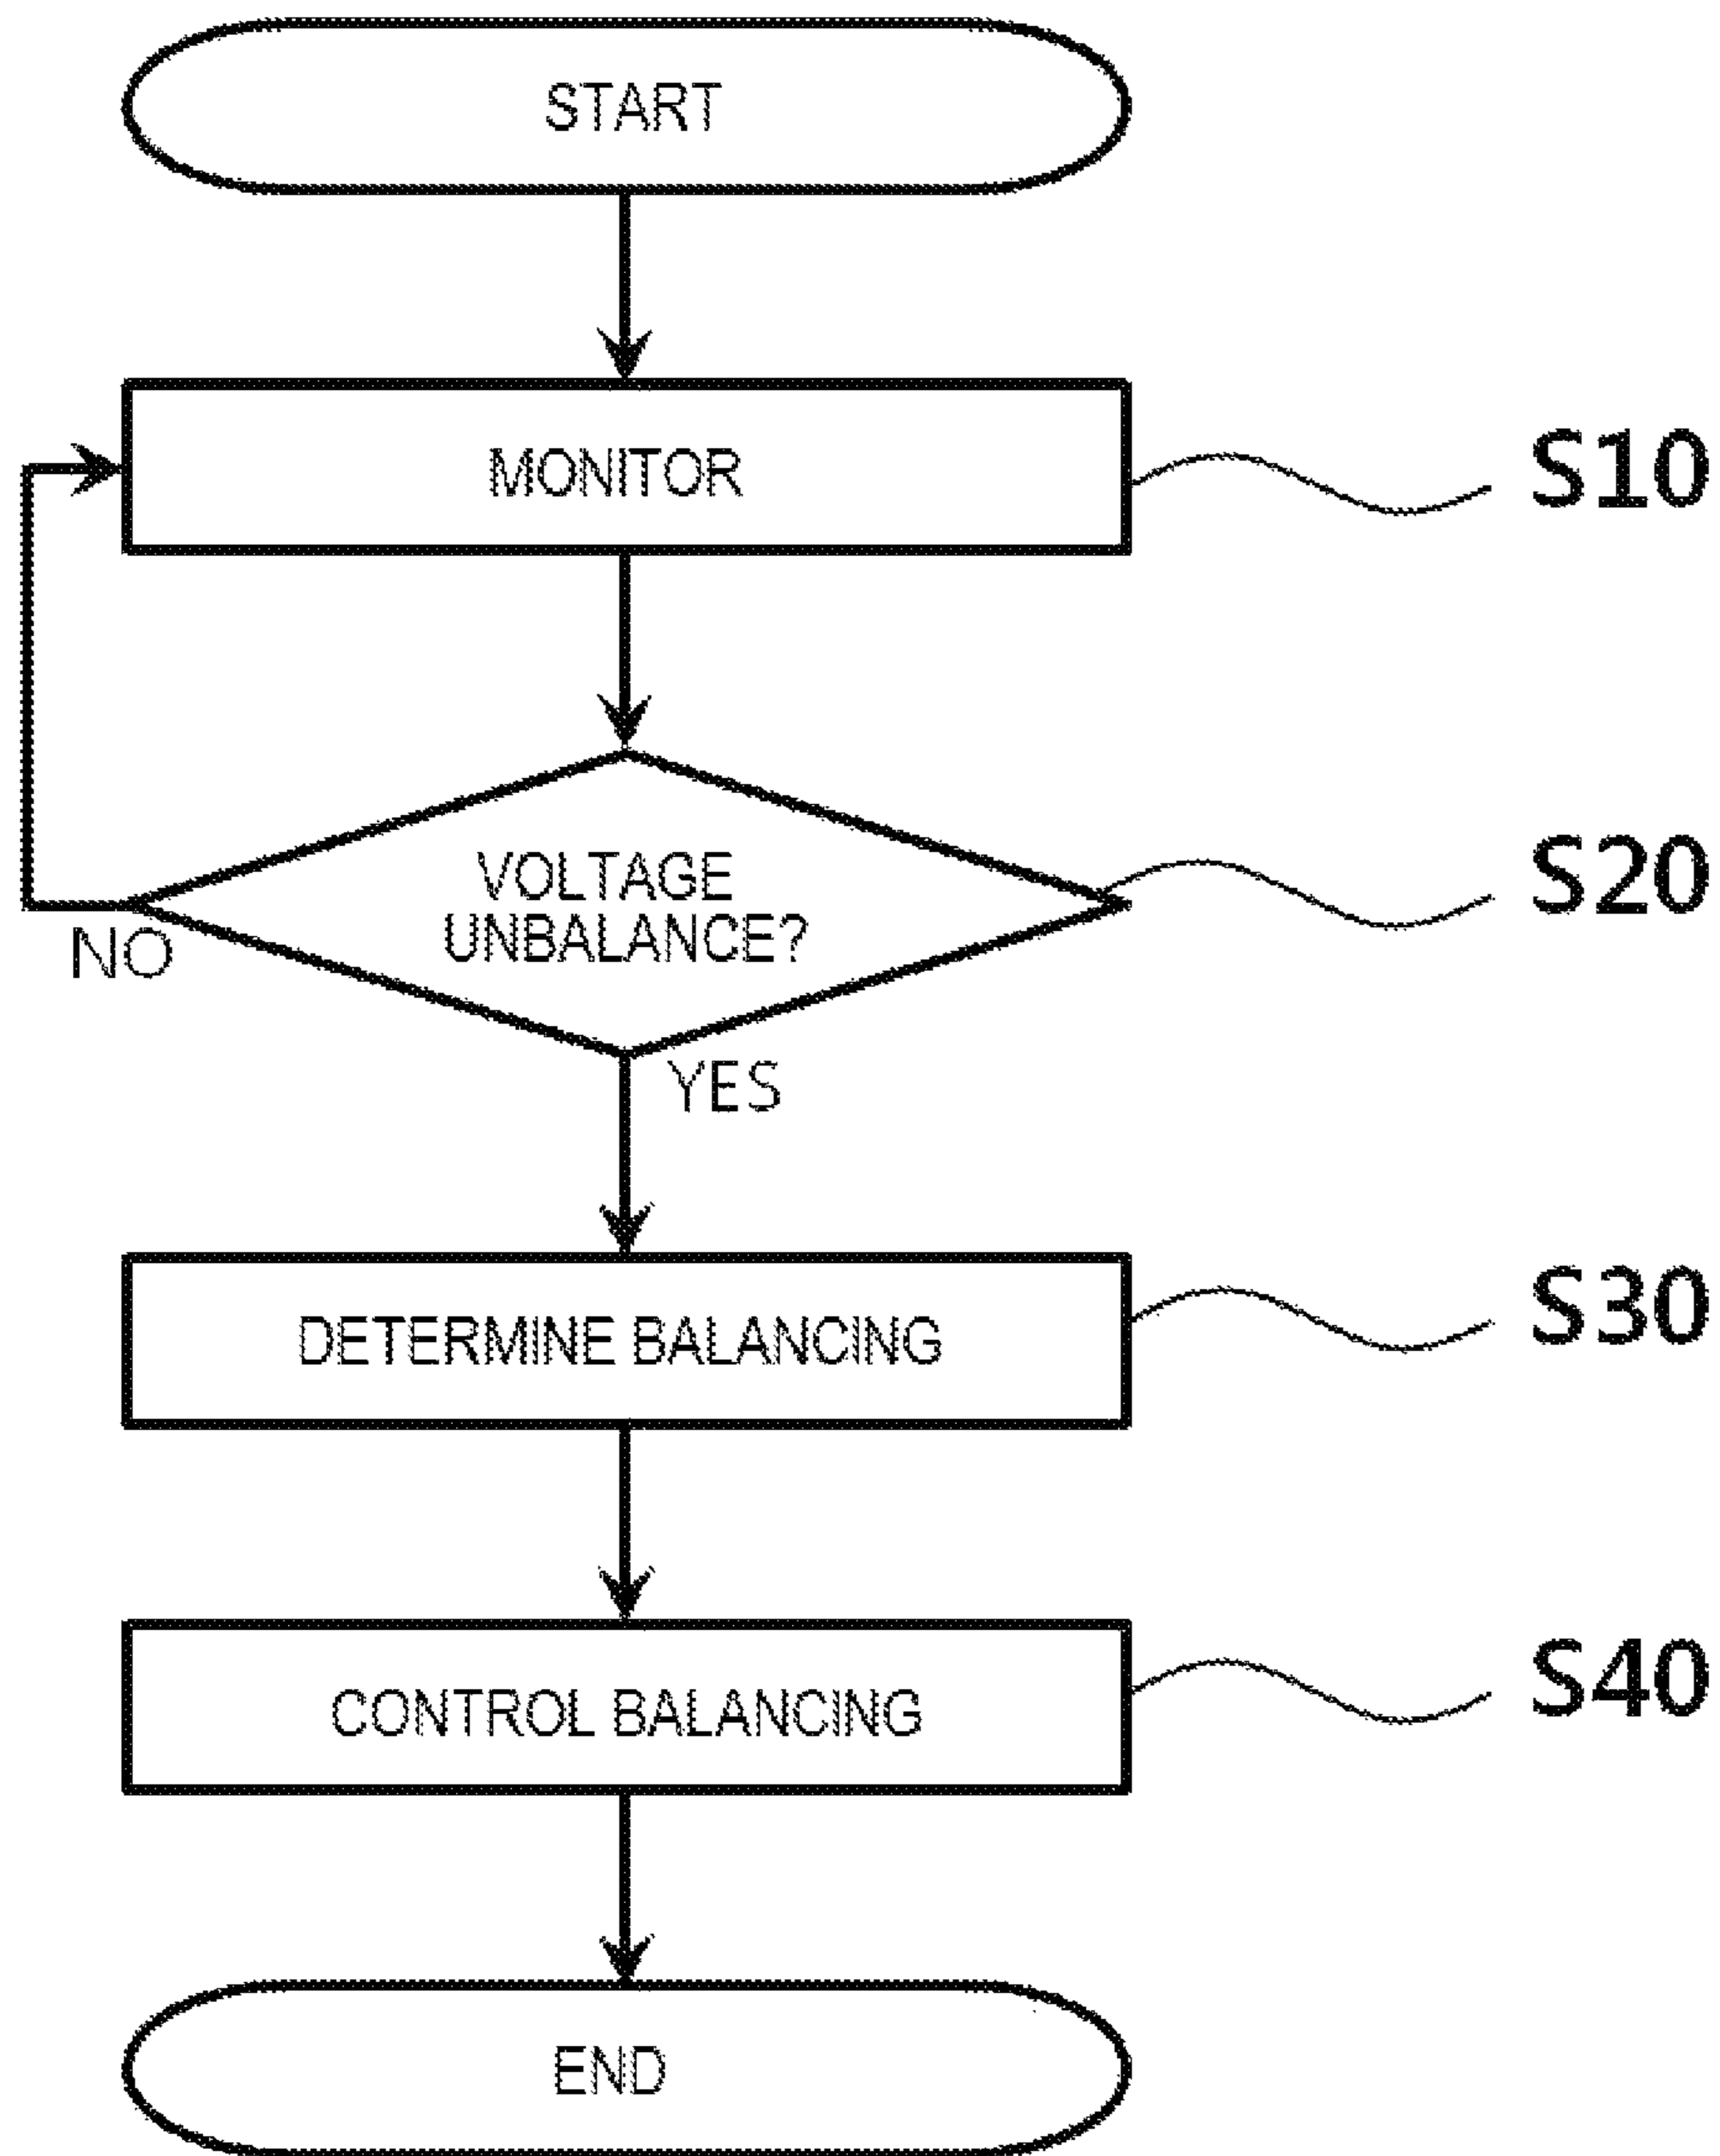 START
MONITOR
S10
VOLTAGE
UNBALANCE?
S20
NO
YES
DETERMINE BALANCING
S30
CONTROL BALANCING
S40
END